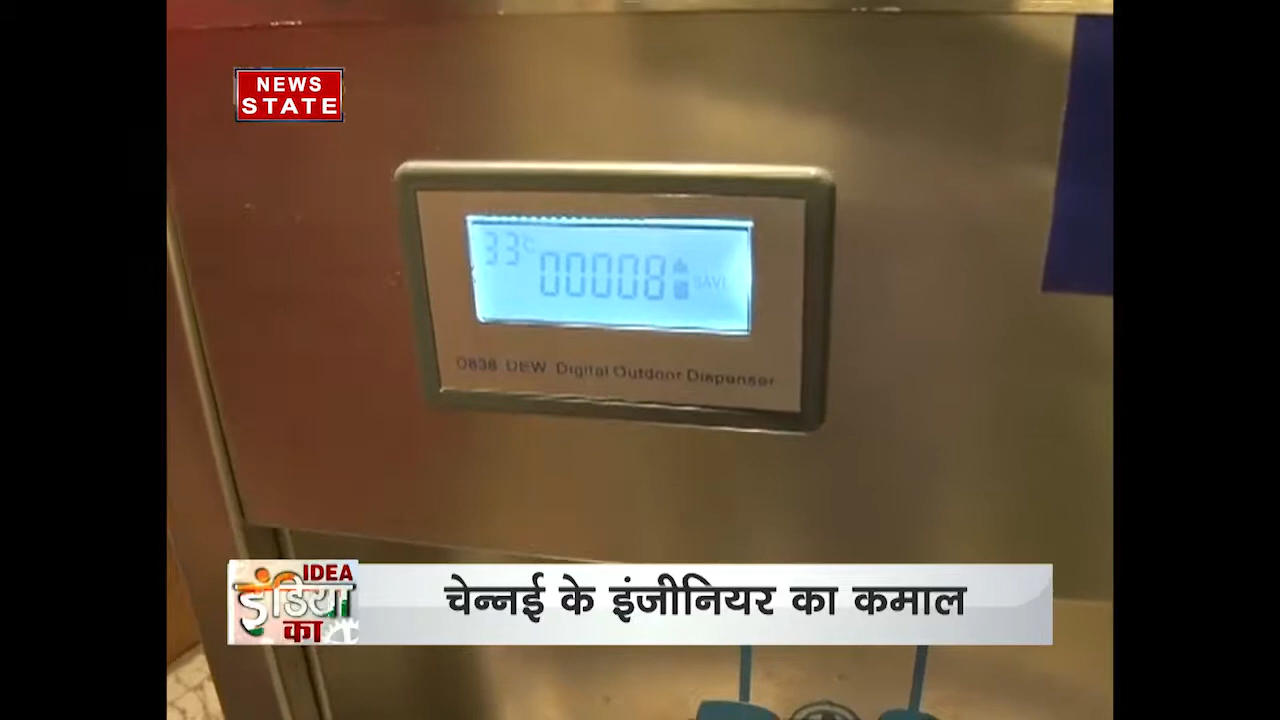 NEWS
STATE
33°C
00008
SAVE
0838 DEW Digital Outdoor Dispenser
IDEA
इंडिया
का
चेन्नई के इंजीनियर का कमाल